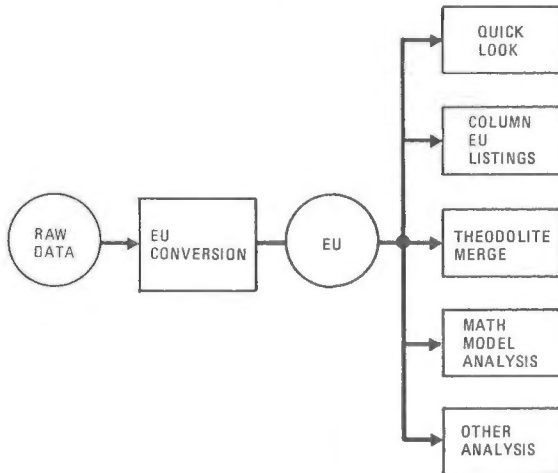 RAW
DATA
EU
CONVERSION
EU
QUICK
LOOK
COLUMN
EU
LISTINGS
THEODOLITE
MERGE
MATH
MODEL
ANALYSIS
OTHER
ANALYSIS